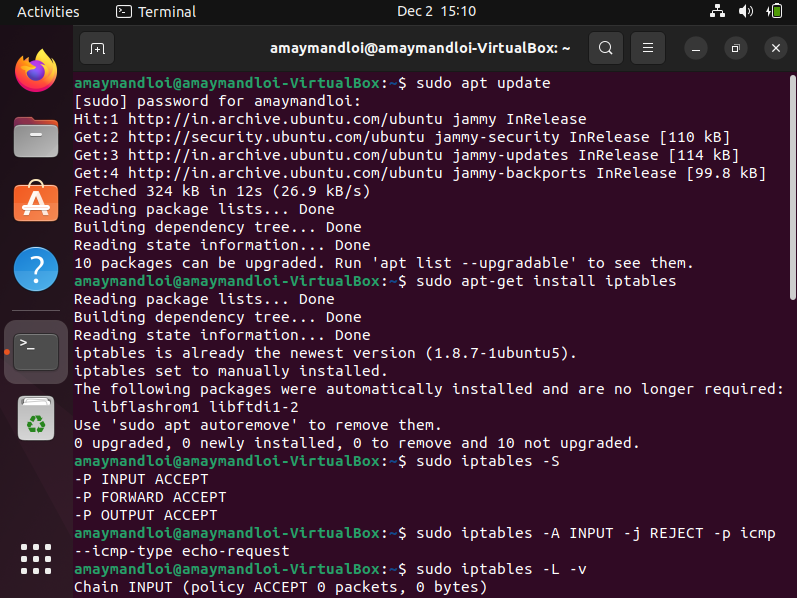 Activities
Terminal
Dec 2 15:10
amaymandloi@amaymandloi-VirtualBox: ~
amaymandloi@amaymandloi-VirtualBox:~$ sudo apt update
[sudo] password for amaymandloi:
Hit:1 http://in.archive.ubuntu.com/ubuntu jammy InRelease
Get:2 http://security.ubuntu.com/ubuntu jammy-security InRelease [110 kB]
Get:3 http://in.archive.ubuntu.com/ubuntu jammy-updates InRelease [114 kB]
Get:4 http://in.archive.ubuntu.com/ubuntu jammy-backports InRelease [99.8 kB]
Fetched 324 kB in 12s (26.9 kB/s)
Reading package lists... Done
Building dependency tree... Done
Reading state information... Done
10 packages can be upgraded. Run 'apt list --upgradable' to see them.
amaymandloi@amaymandloi-VirtualBox:~$ sudo apt-get install iptables
Reading package lists... Done
Building dependency tree... Done
Reading state information... Done
iptables is already the newest version (1.8.7-1ubuntu5).
iptables set to manually installed.
The following packages were automatically installed and are no longer required:
  libflashrom1 libftdi1-2
Use 'sudo apt autoremove' to remove them.
0 upgraded, 0 newly installed, 0 to remove and 10 not upgraded.
amaymandloi@amaymandloi-VirtualBox:~$ sudo iptables -S
-P INPUT ACCEPT
-P FORWARD ACCEPT
-P OUTPUT ACCEPT
amaymandloi@amaymandloi-VirtualBox:~$ sudo iptables -A INPUT -j REJECT -p icmp
--icmp-type echo-request
amaymandloi@amaymandloi-VirtualBox:~$ sudo iptables -L -v
Chain INPUT (policy ACCEPT 0 packets, 0 bytes)